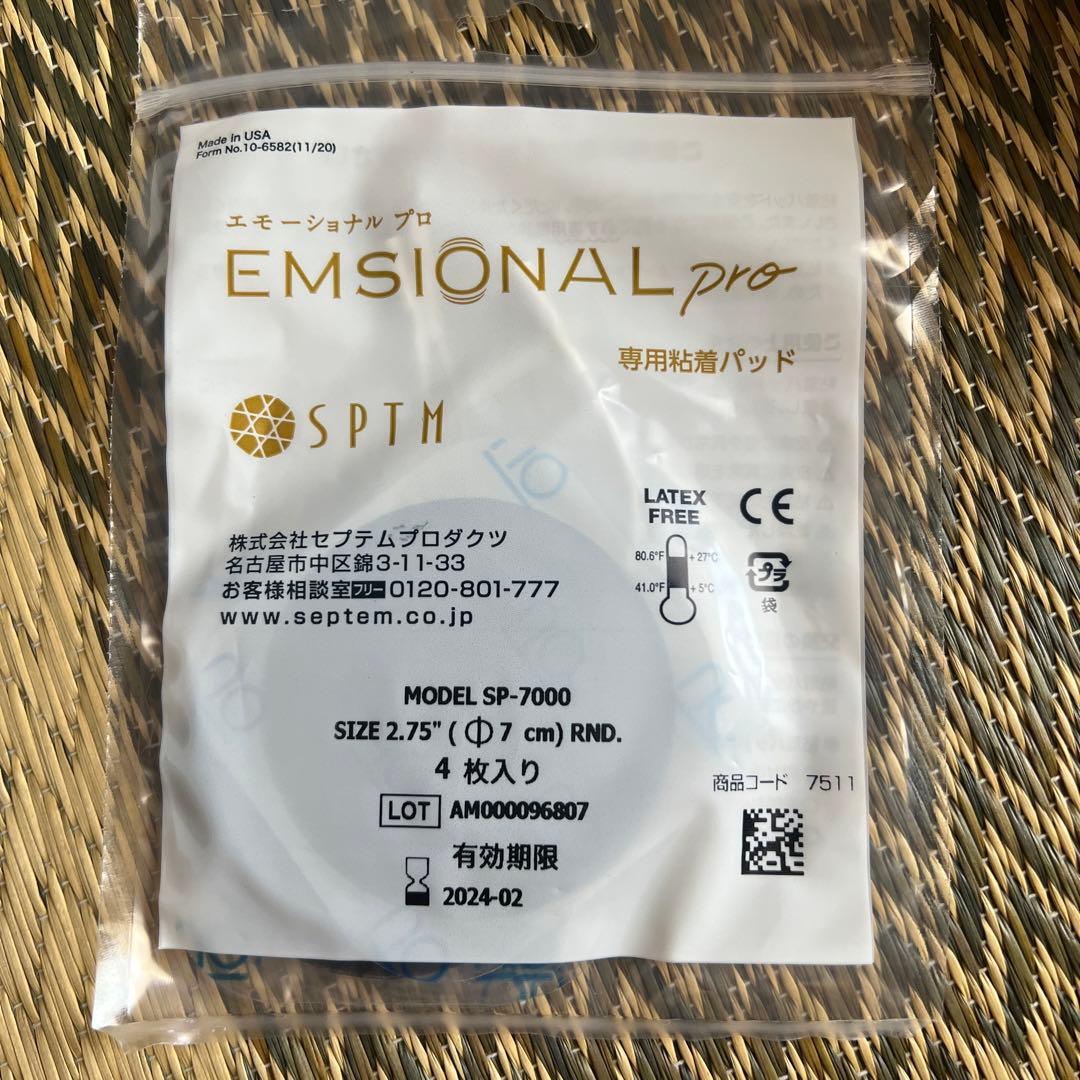 Made in USA
Form No.10-6582(11/20)
エモーショナル プロ
EMSIONAL pro
専用粘着パッド
SPTM
LATEX
FREE
CE
80.6°F
+27°C
41.0°F
+5°C
プラ
袋
株式会社セプテムプロダクツ
名古屋市中区錦3-11-33
お客様相談室フリー0120-801-777
www.septem.co.jp
MODEL SP-7000
SIZE 2.75" ( Φ 7 cm) RND.
4 枚入り
商品コード 7511
LOT AM000096807
有効期限
2024-02